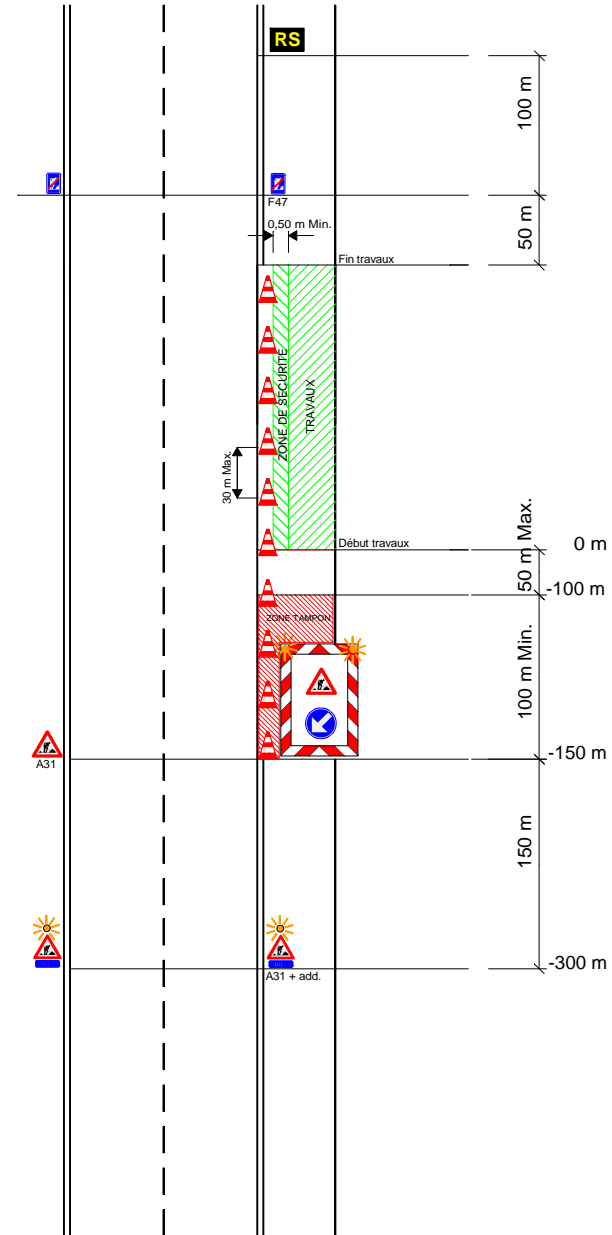 RS
100 m
F47
0,50 m Min.
50 m
Fin travaux
ZONE DE SECURITE
TRAVAUX
30 m Max.
Début travaux
0 m
50 m Max.
-100 m
ZONE TAMPON
100 m Min.
A31
-150 m
150 m
A31 + add.
-300 m